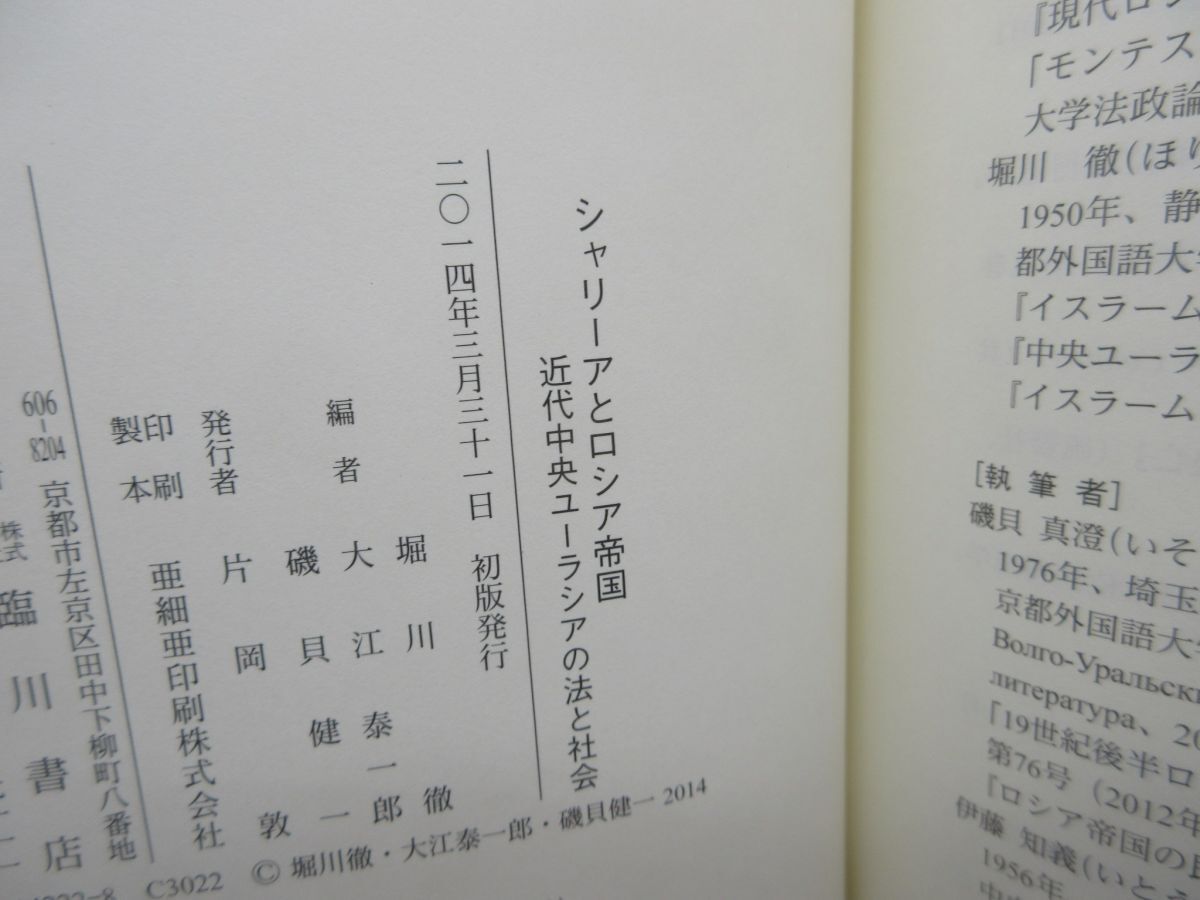 シャリーアとロシア帝国
近代中央ユーラシアの法と社会
二〇一四年三月三十一日 初版発行
編者 堀川徹
大江泰一郎
磯貝健一
発行者 片岡敦
印刷
製本 亜細亜印刷株式会社
606-8204 京都市左京区田中下柳町八番地
株式 臨川書店
C3022 © 堀川徹・大江泰一郎・磯貝健一 2014
『現代ロシ
「モンテス
大学法政論
堀川 徹(ほり
1950年、静
都外国語大
『イスラーム
『中央ユーラ
『イスラーム
[執筆者]
磯貝 真澄(いそ
1976年、埼玉
京都外国語大
Волго-Уральски
литература、20
「19世紀後半ロ
第76号(2012年
『ロシア帝国の
伊藤 知義(いとう
1956年